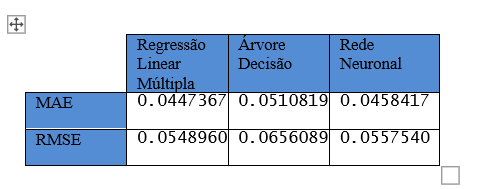 Regressão Linear Múltipla
Árvore Decisão
Rede Neuronal
MAE 0.0447367 0.0510819 0.0458417
RMSE 0.0548960 0.0656089 0.0557540